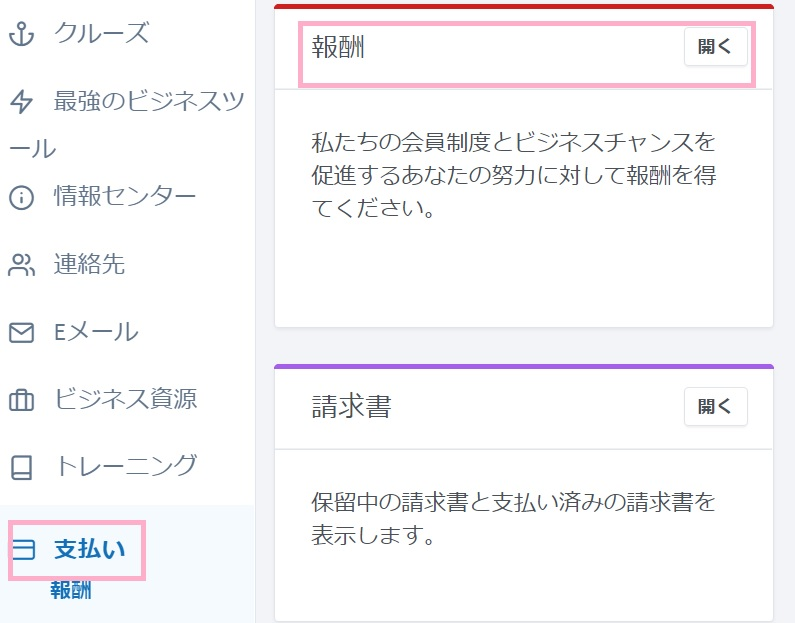 クルーズ
最強のビジネスツ
ール
情報センター
連絡先
Eメール
ビジネス資源
トレーニング
支払い
報酬
報酬
開く
私たちの会員制度とビジネスチャンスを
促進するあなたの努力に対して報酬を得
てください。
請求書
開く
保留中の請求書と支払い済みの請求書を
表示します。